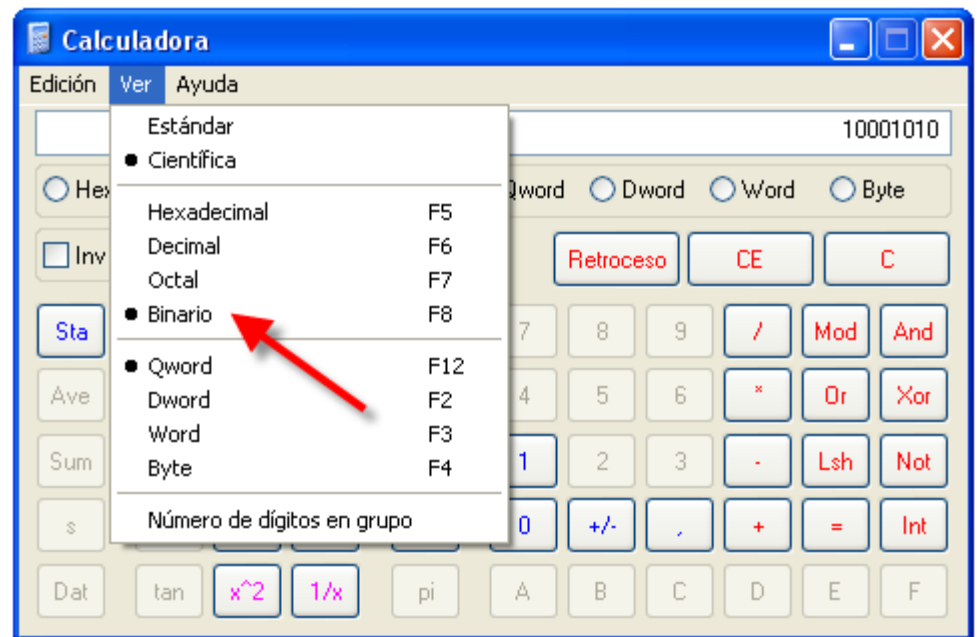 Calculadora
Edición Ver Ayuda
10001010
Estándar
Científica
Hexadecimal F5
Decimal F6
Octal F7
Binario F8
Qword F12
Dword F2
Word F3
Byte F4
Número de dígitos en grupo
Qword Dword Word Byte
Inv Retroceso CE C
Sta 7 8 9 / Mod And
Ave 4 5 6 * Or Xor
Sum 1 2 3 - Lsh Not
s 0 +/- , + = Int
Dat tan x^2 1/x pi A B C D E F